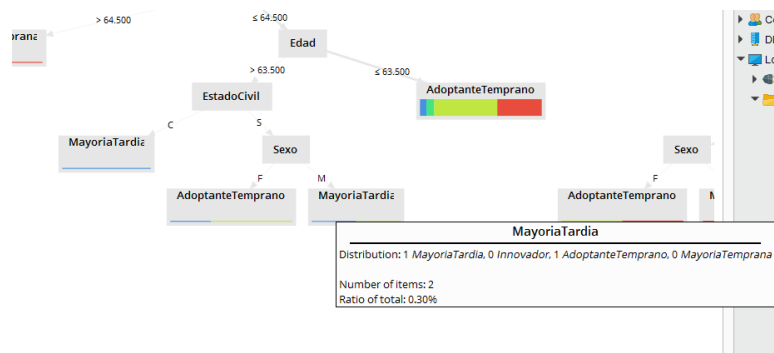 > 64.500
≤ 64.500
prana
Edad
> 63.500
≤ 63.500
EstadoCivil
AdoptanteTemprano
C
S
MayoriaTardia
Sexo
Sexo
F
M
F
AdoptanteTemprano
MayoriaTardia
AdoptanteTemprano
MayoriaTardia
Distribution: 1 MayoriaTardia, 0 Innovador, 1 AdoptanteTemprano, 0 MayoriaTemprana
Number of items: 2
Ratio of total: 0.30%